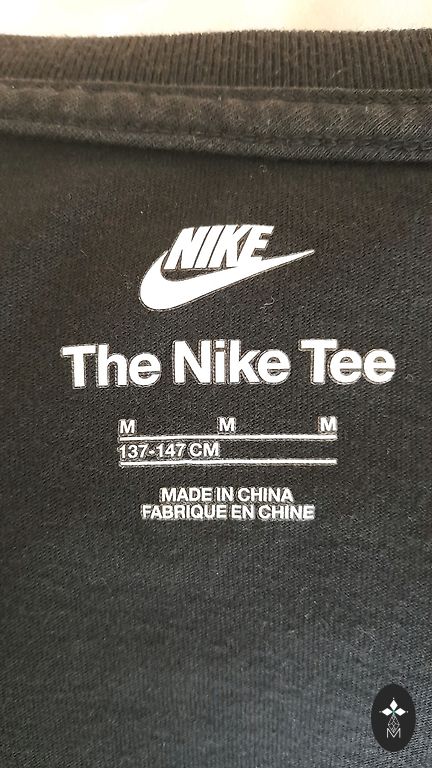 NIKE
The Nike Tee
M M M
137-147 CM
MADE IN CHINA
FABRIQUE EN CHINE